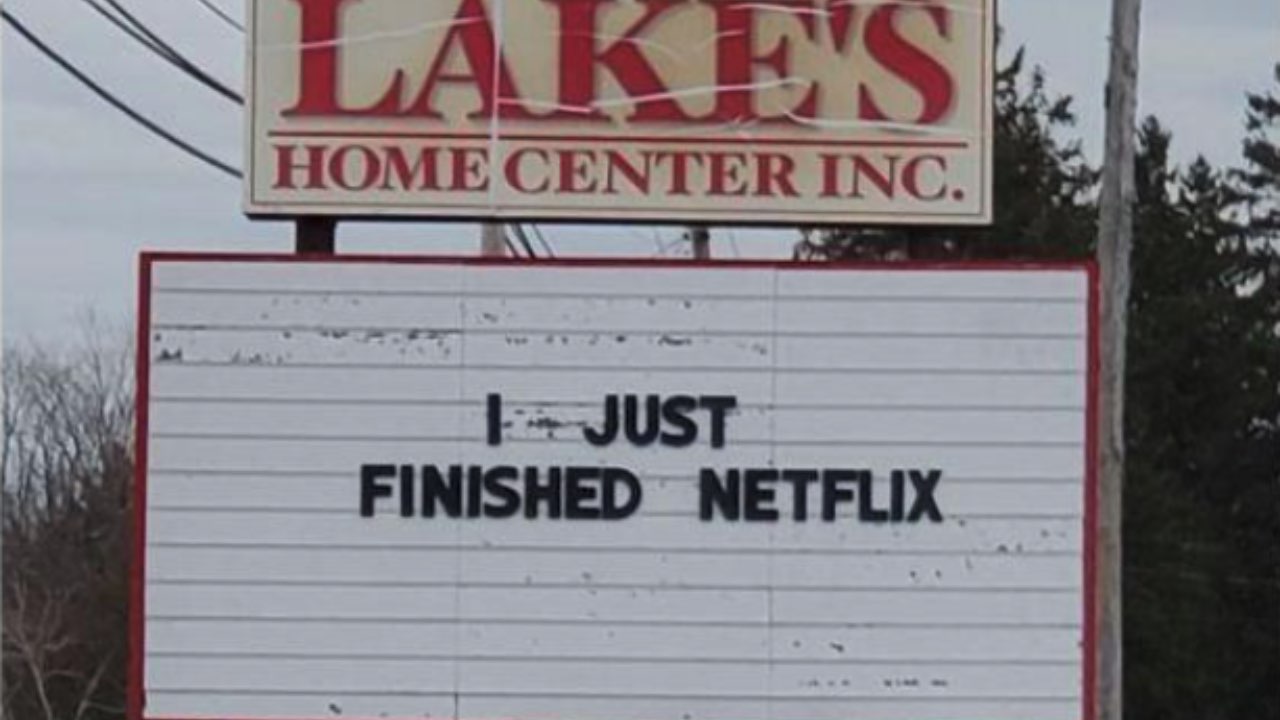 LAKE'S
HOME CENTER INC.
I JUST
FINISHED NETFLIX